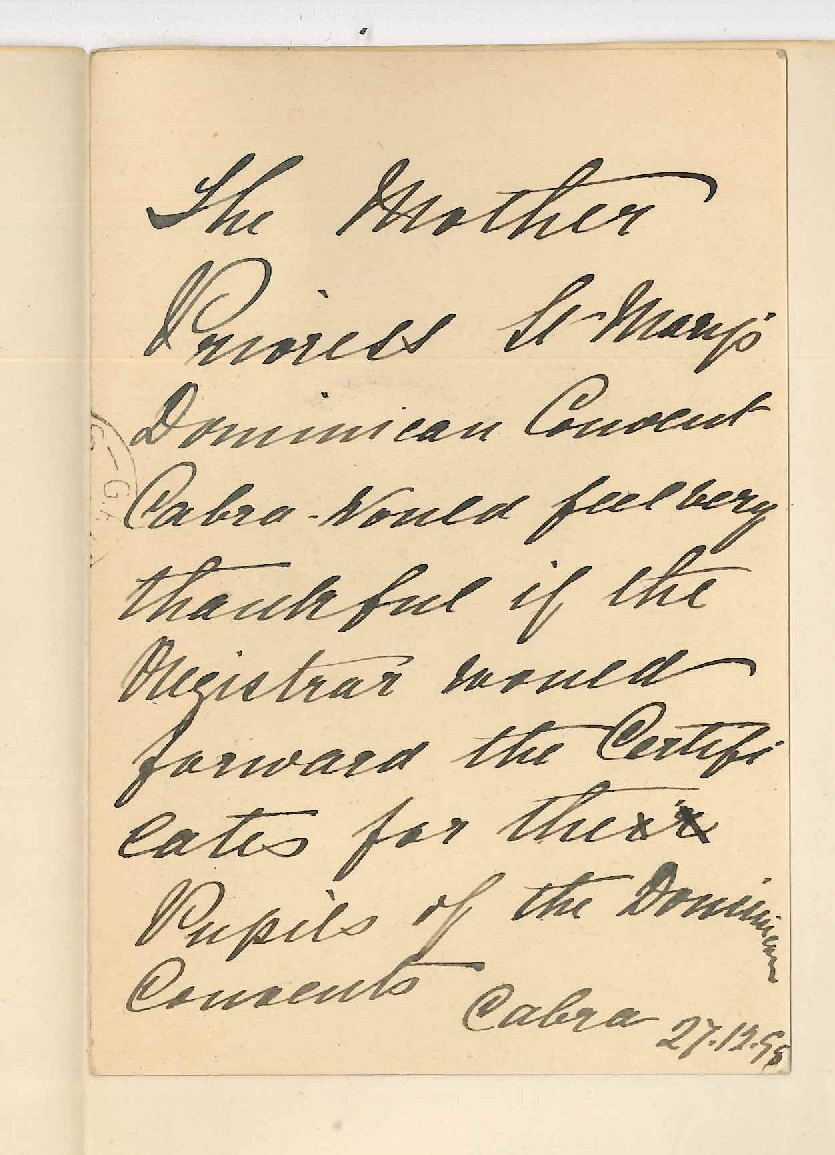 The Mother
Prioress St Mary's
Dominican Convent
Cabra - Would feel very
thankful if the
Registrar would
forward the Certifi
cates for the
Pupils of the Dominican
Convents
Cabra 27.12.98